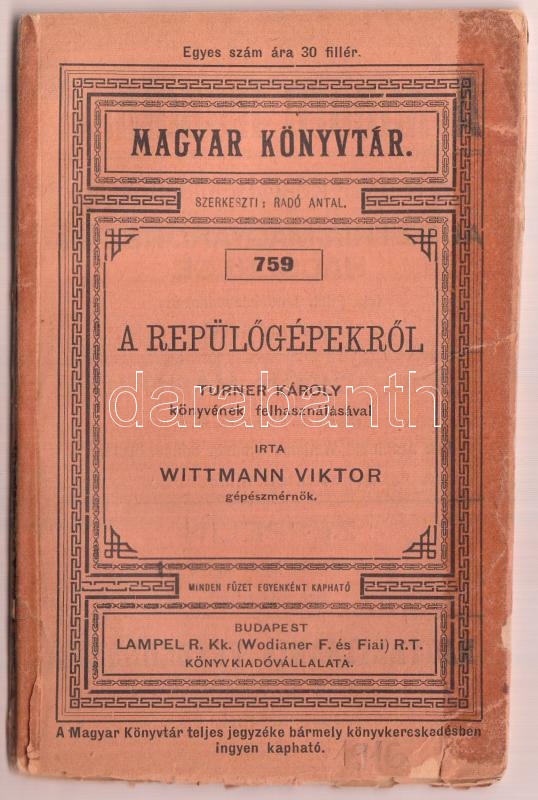 Egyes szám ára 30 fillér.
MAGYAR KÖNYVTÁR.
SZERKESZTI: RADÓ ANTAL.
759
A REPÜLŐGÉPEKRŐL
TURNER KÁROLY
könyvének felhasználásával
darabanth
IRTA
WITTMANN VIKTOR
gépészmérnök.
MINDEN FÜZET EGYENKÉNT KAPHATÓ
BUDAPEST
LAMPEL R. Kk. (Wodianer F. és Fiai) R.T.
KÖNYVKIADÓVÁLLALATA.
A Magyar Könyvtár teljes jegyzéke bármely könyvkereskedésben
ingyen kapható.
1916